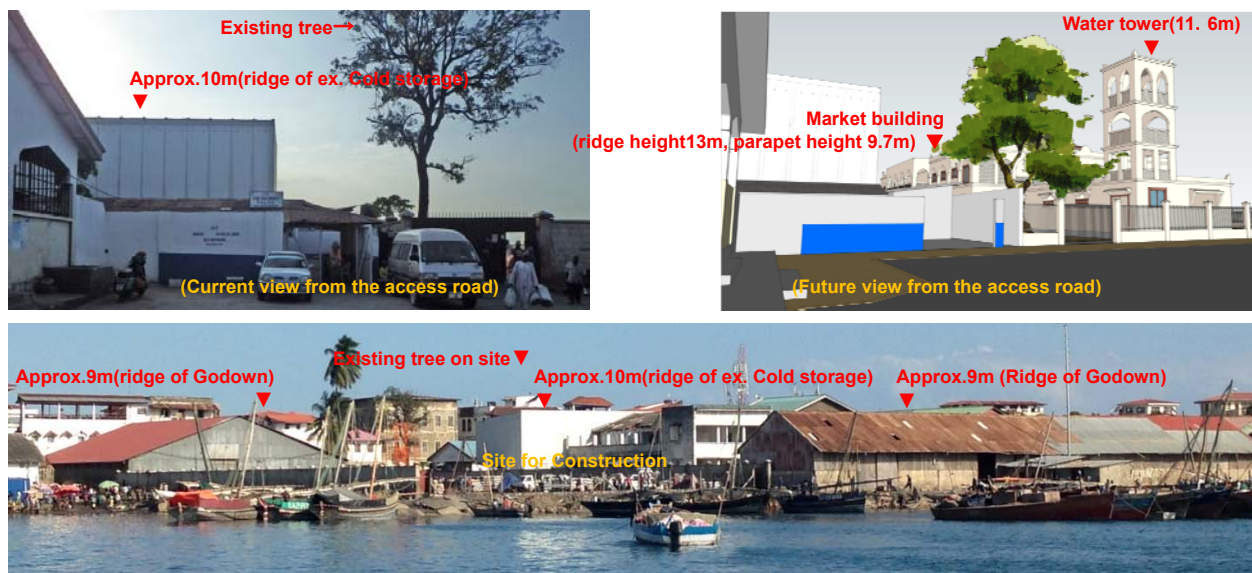 Existing tree→
Approx.10m(ridge of ex. Cold storage)
(Current view from the access road)
Water tower(11. 6m)
Market building
(ridge height13m, parapet height 9.7m)
(Future view from the access road)
Existing tree on site
Approx.9m(ridge of Godown)
Approx.10m(ridge of ex. Cold storage)
Approx.9m (Ridge of Godown)
Site for Construction